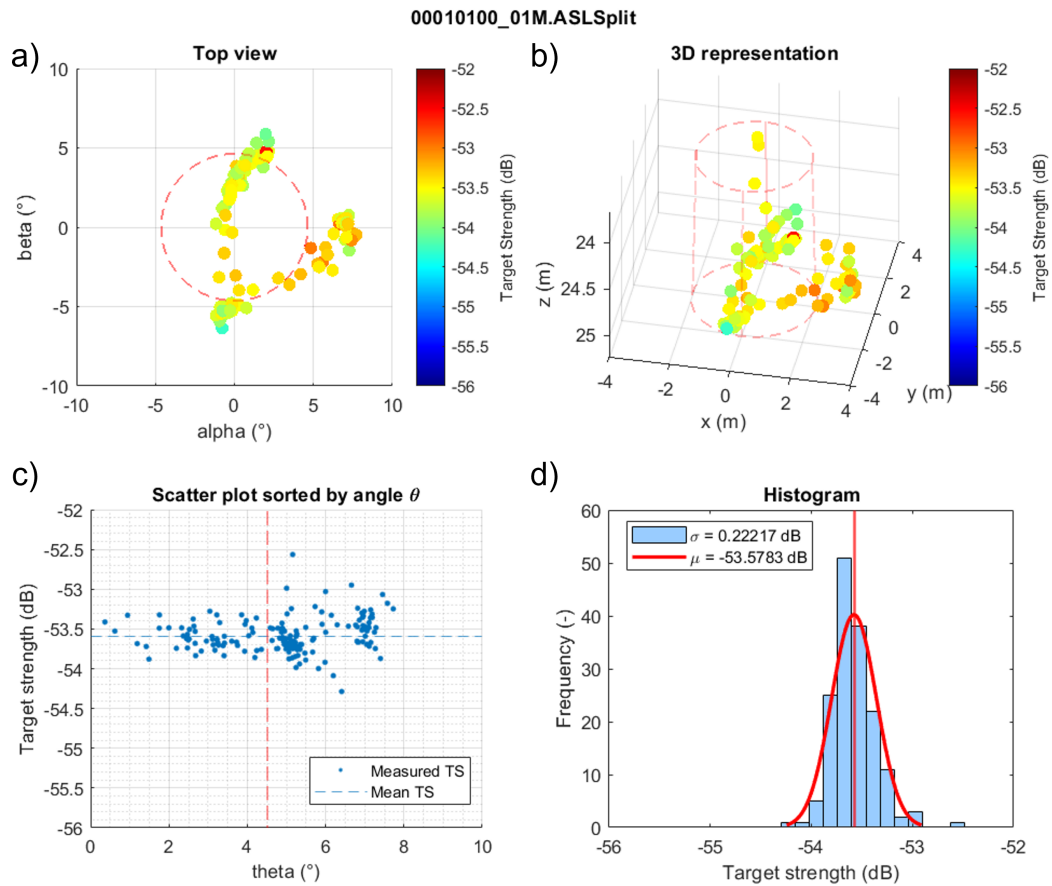 00010100_01M.ASLSplit
a)
Top view
10
5
0
-5
-10
beta (°)
-10
-5
0
5
10
alpha (°)
-52
-52.5
-53
-53.5
-54
-54.5
-55
-55.5
-56
Target Strength (dB)
b)
3D representation
24
24.5
25
z (m)
-4
-2
0
2
4
x (m)
4
2
0
-2
-4
y (m)
-52
-52.5
-53
-53.5
-54
-54.5
-55
-55.5
-56
Target Strength (dB)
c)
Scatter plot sorted by angle θ
-52
-52.5
-53
-53.5
-54
-54.5
-55
-55.5
-56
Target strength (dB)
Measured TS
Mean TS
0
2
4
6
8
10
theta (°)
d)
Histogram
60
50
40
30
20
10
0
Frequency (-)
σ = 0.22217 dB
μ = -53.5783 dB
-56
-55
-54
-53
-52
Target strength (dB)